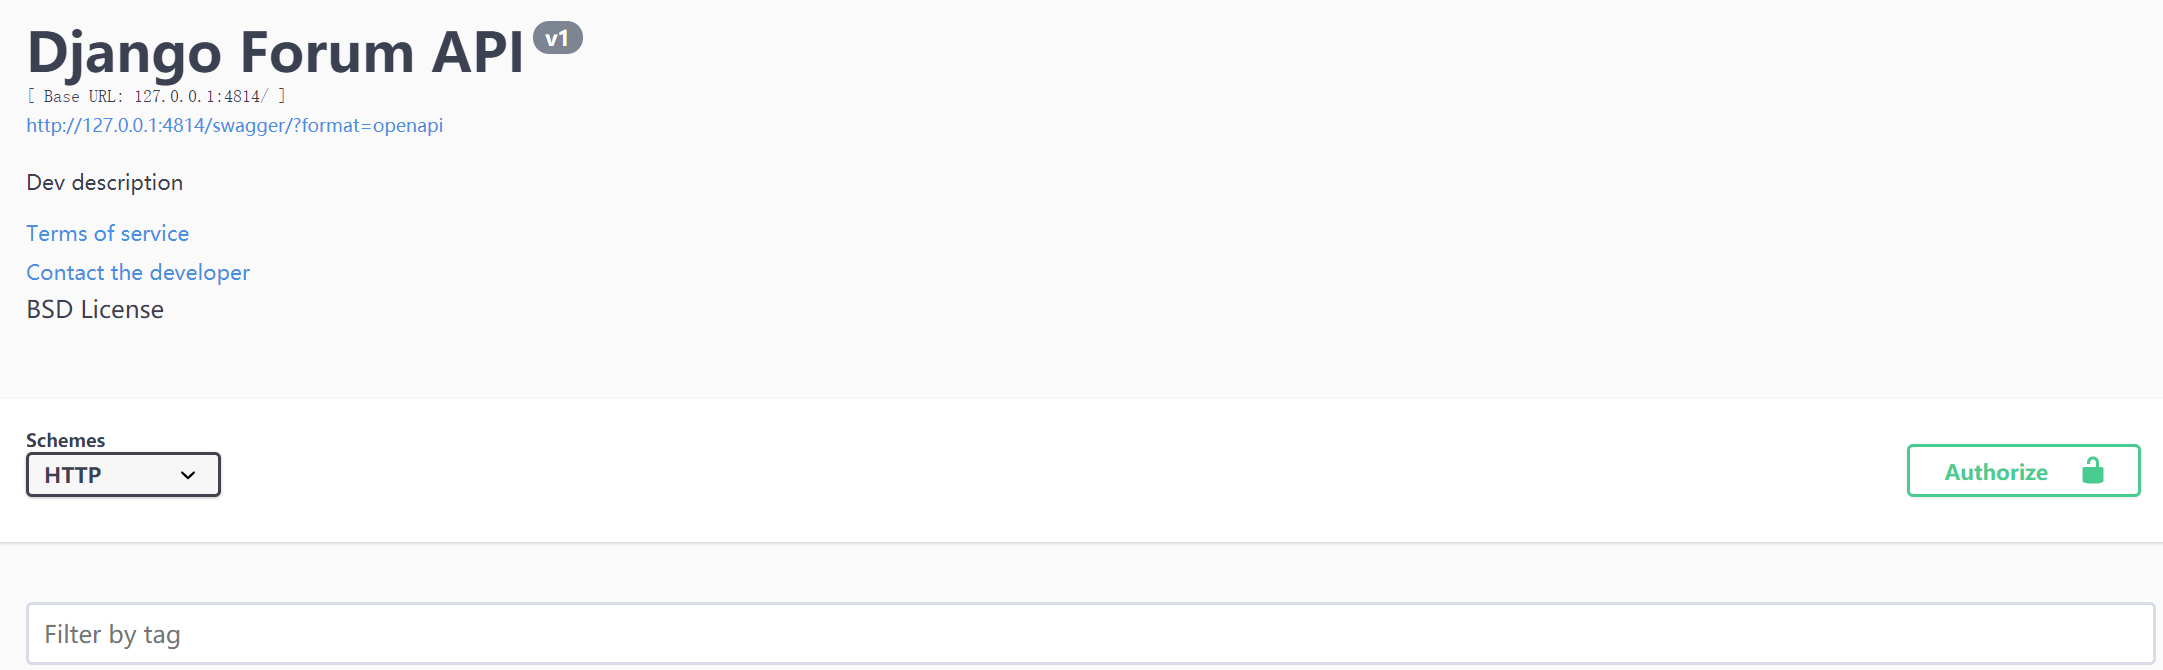 Django Forum API v1
[ Base URL: 127.0.0.1:4814/ ]
http://127.0.0.1:4814/swagger/?format=openapi
Dev description
Terms of service
Contact the developer
BSD License
Schemes
HTTP
Authorize
Filter by tag